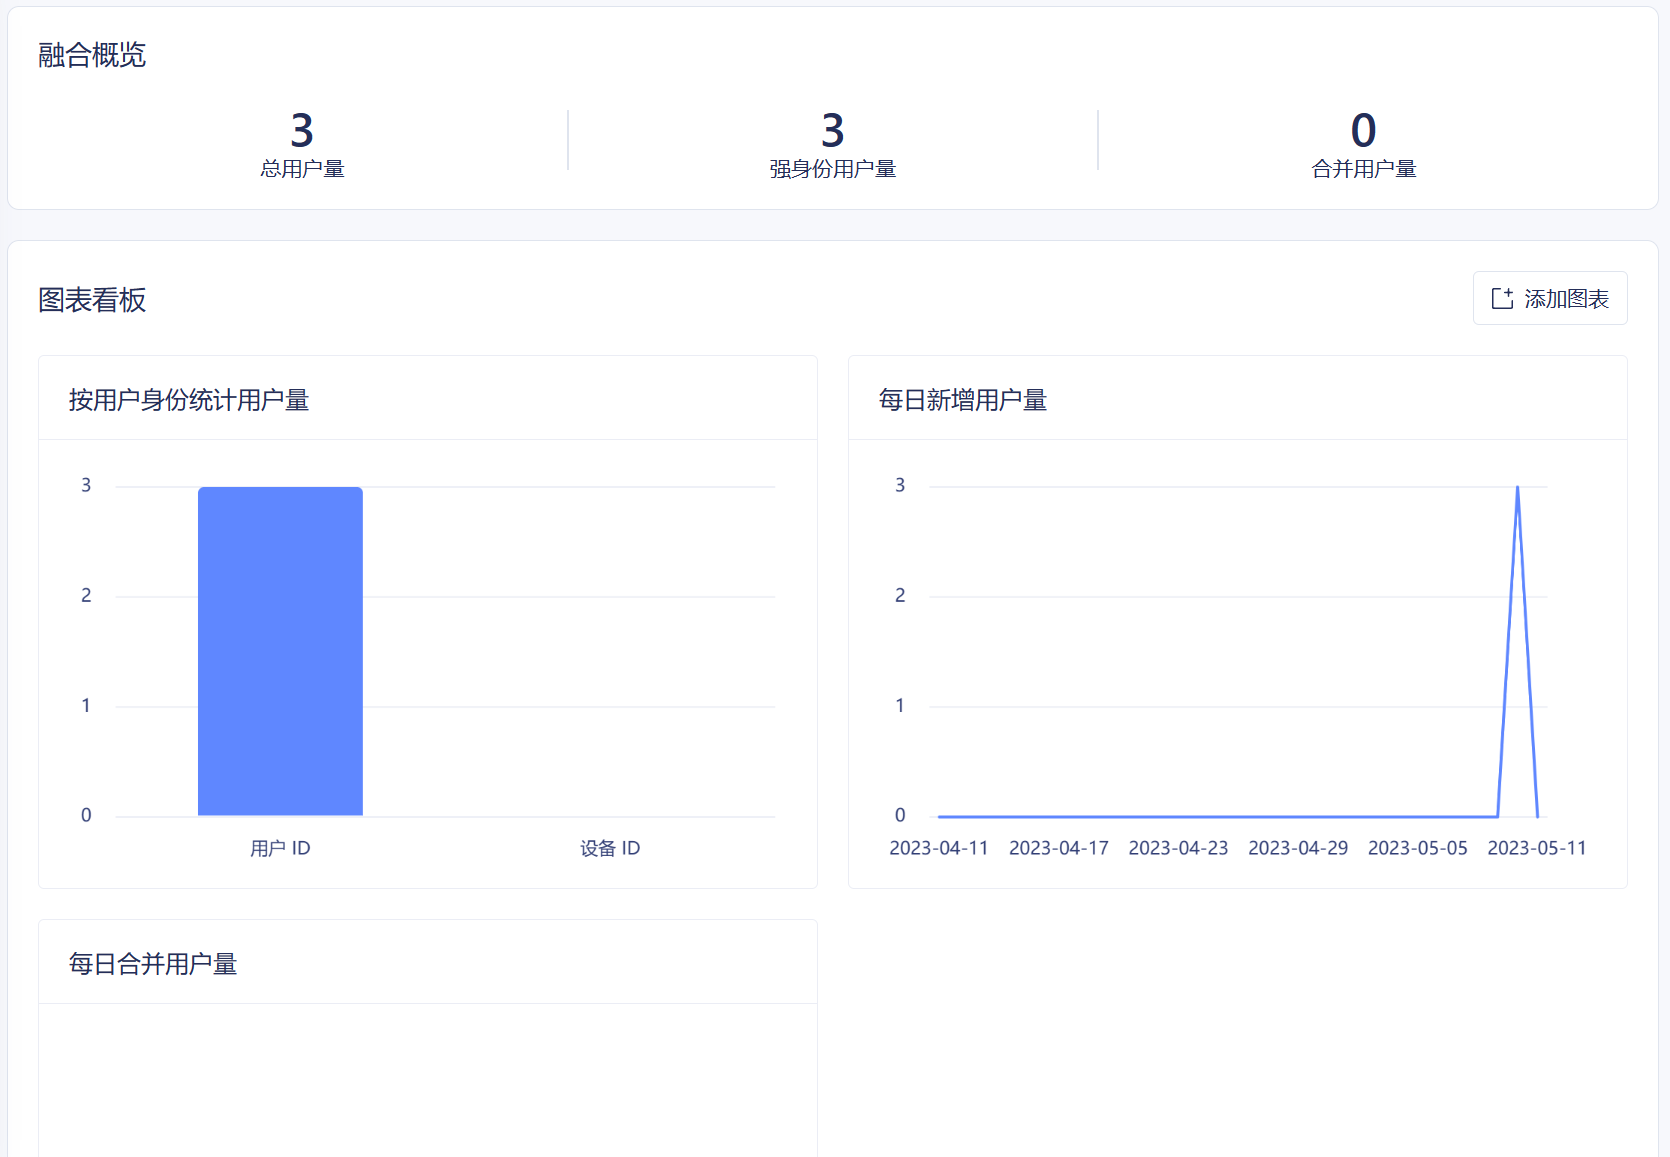 融合概览
3
总用户量
3
强身份用户量
0
合并用户量
图表看板
添加图表
按用户身份统计用户量
3
2
1
0
用户 ID
设备 ID
每日新增用户量
3
2
1
0
2023-04-11
2023-04-17
2023-04-23
2023-04-29
2023-05-05
2023-05-11
每日合并用户量